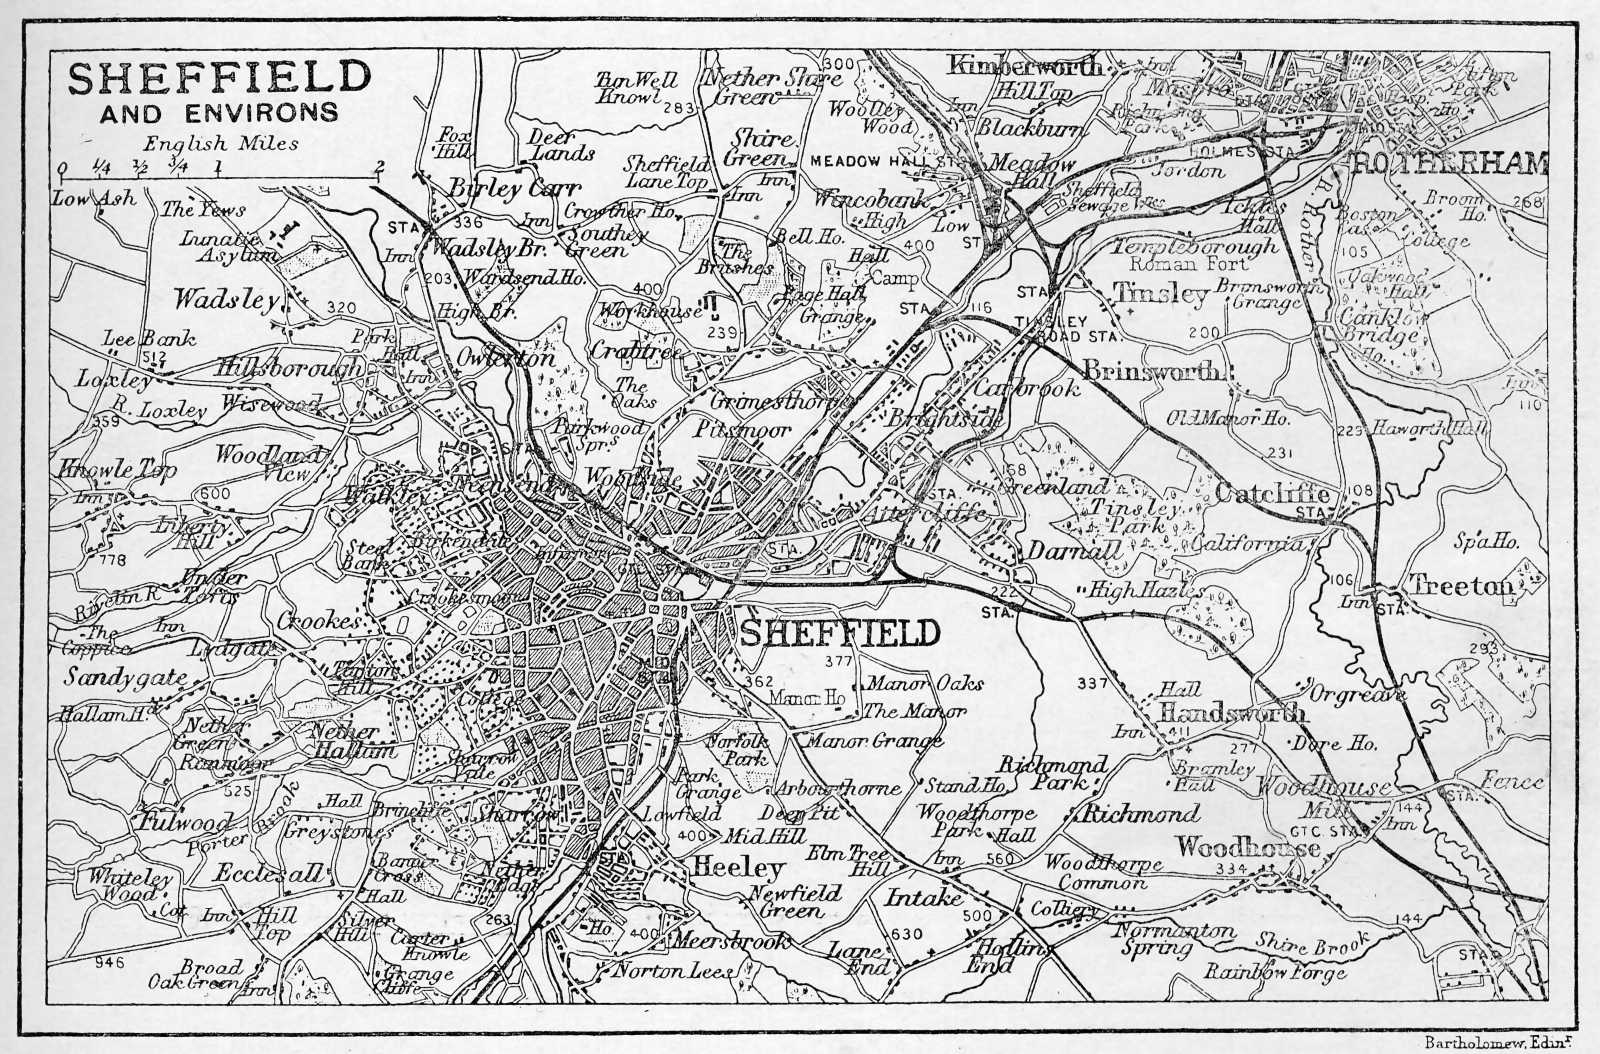 SHEFFIELD
AND ENVIRONS
English Miles
0 1/4 1/2 3/4 1 2
Low Ash
The Yews
Lunatic
Asylum
Wadsley
320
Lee Bank
512
Loxley
R. Loxley
359
Hillsborough
Wisewood
Park
Hall
Inn
Knowle Top
Inn
600
Woodland
View
Walkley
Liberty
Hill
778
Rivelin R.
Under
Tofts
The
Coppice
Inn
Lydgate
Crookes
Steel
Bank
Birkendale
Crookesmoor
Infirmary
Sandygate
Hallam Hd.
Nether
Green
Ranmoor
525
Tapton
Hill
Nether
Hallam
College
Sharrow
Vale
Fulwood
Porter
Brook
Hall
Greystones
Brincliffe
Sharrow
Ecclesall
Banner
Cross
Hall
Nether
Edge
Whiteley
Wood
Cot.
Inn
Hill
Top
Silver
Hill
Carter
Knowle
263
946
Broad
Oak Green
Inn
Grange
Cliffe
Fox
Hill
Deer
Lands
Birley Carr
336
STA.
Inn
Wadsley Br.
Inn
203
Wardsend Ho.
High Br.
Owlerton
Crowther Ho.
Southey
Green
Tun Well
Knowl
283
Nether Shire
Green
Shire
Green
Sheffield
Lane Top
Inn
Inn
Bell Ho.
The
Brushes
400
Workhouse
239
Page Hall
Grange
Crabtree
The
Oaks
Grimesthorpe
Parkwood
Sprs
Pitsmoor
STA.
Neepsend
Woodside
300
Woolley
Wood
MEADOW HALL STA.
Wincobank
High
Low
400
Hall
Camp
STA.
116
Kimberworth
Hill Top
Inn
Blackburn
Meadow
Hall
Sheffield
Sewage Wks
Inn
Masbro
Richmond
Park
HOLMES STA.
Jordon
Ickles
Hall
Templeborough
Roman Fort
ROTHERHAM
R. Rother
Clifton
Park
Boston
Cas.
College
Broom
Ho.
268
105
Oakwood
Hall
Canklow
Bridge
Ho.
Inn
110
STA.
Tinsley
TINSLEY
ROAD STA.
Brinsworth
Grange
200
Brinsworth
Old Manor Ho.
231
225
Haworth Hall
Carbrook
Brightside
168
Greenland
STA.
Attercliffe
Tinsley
Park
Darnall
California
Catcliffe
STA.
108
Spa Ho.
106
Inn
STA.
Treeton
293
High Hazles
222
STA.
STA.
SHEFFIELD
MID.
STA.
377
362
Manor Ho
Manor Oaks
The Manor
Manor Grange
337
Hall
Handsworth
Inn
411
277
Dore Ho.
Orgreave
Norfolk
Park
Park
Grange
Arbourthorne
Deep Pit
Lowfield
400
Mid Hill
Stand Ho.
Richmond
Park
Woodthorpe
Park
Hall
Richmond
Bramley
Hall
Woodhouse
Mill
144
Inn
STA.
Fence
GTC. STA.
Woodhouse
334
STA.
Heeley
Elm Tree
Hill
Inn
560
Woodthorpe
Common
Newfield
Green
Intake
500
Colliery
Normanton
Spring
144
Shire Brook
Rainbow Forge
STA.
Ho.
400
Meersbrook
Norton Lees
Lane
End
630
Hollins
End
Bartholomew, Edinr.